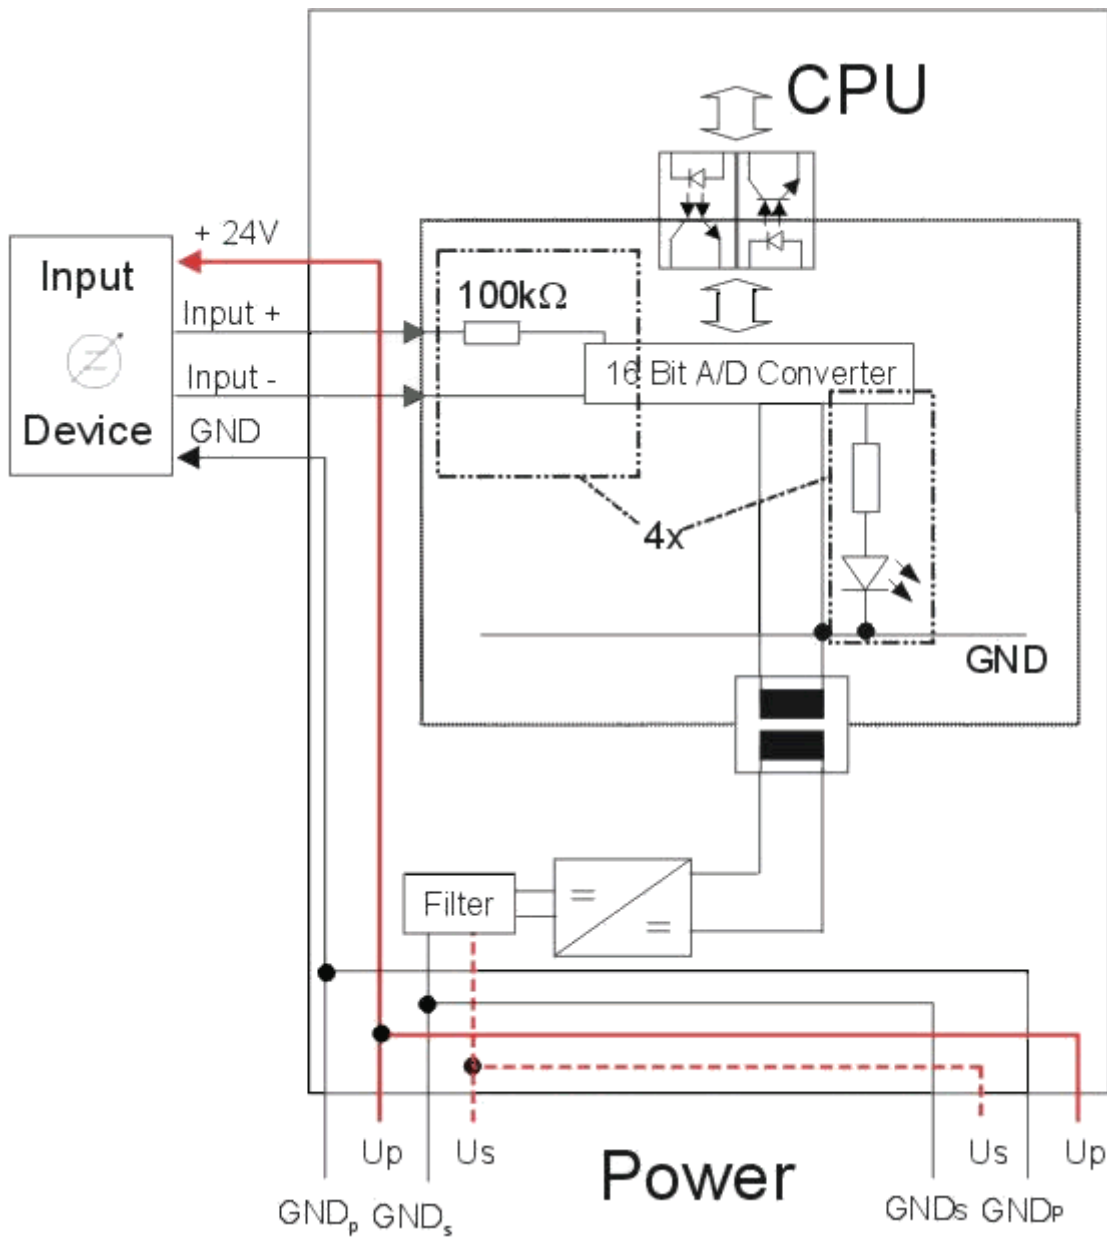 CPU
+ 24V
Input
Device
Input +
Input -
GND
100kΩ
16 Bit A/D Converter
4x
GND
Filter
Up
Us
Us
Up
Power
GNDp
GNDs
GNDS
GNDP